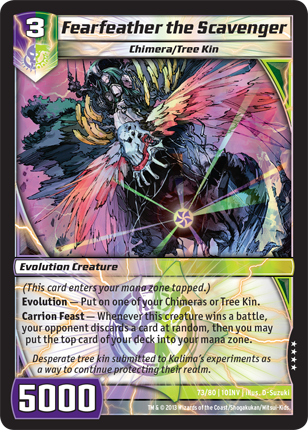 3
Fearfeather the Scavenger
Chimera/Tree Kin
Evolution Creature
(This card enters your mana zone tapped.)
Evolution — Put on one of your Chimeras or Tree Kin.
Carrion Feast — Whenever this creature wins a battle,
your opponent discards a card at random, then you may
put the top card of your deck into your mana zone.
Desperate tree kin submitted to Kalima's experiments as
a way to continue protecting their realm.
5000
73/80 | 10INV | Illus. D-Suzuki
TM & © 2013 Wizards of the Coast/Shogakukan/Mitsui-Kids.